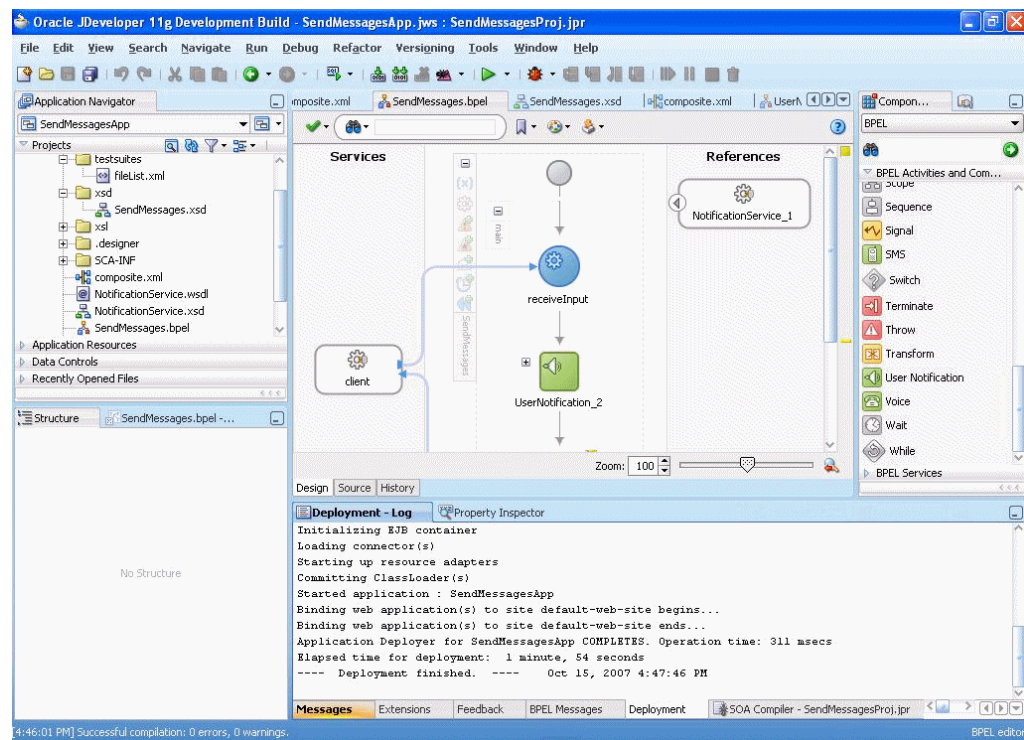 Oracle JDeveloper 11g Development Build - SendMessagesApp.jws : SendMessagesProj.jpr
File Edit View Search Navigate Run Debug Refactor Versioning Tools Window Help
Application Navigator
SendMessagesApp
Projects
testsuites
fileList.xml
xsd
SendMessages.xsd
xsl
.designer
SCA-INF
composite.xml
NotificationService.wsdl
NotificationService.xsd
SendMessages.bpel
Application Resources
Data Controls
Recently Opened Files
Structure
SendMessages.bpel -...
No Structure
mposite.xml
SendMessages.bpel
SendMessages.xsd
composite.xml
UserN
Services
References
(x)
main
SendMessages
receiveInput
client
UserNotification_2
NotificationService_1
Zoom: 100
Design Source History
Compon...
BPEL
BPEL Activities and Com...
Scope
Sequence
Signal
SMS
Switch
Terminate
Throw
Transform
User Notification
Voice
Wait
While
BPEL Services
Deployment - Log
Property Inspector
Initializing EJB container
Loading connector(s)
Starting up resource adapters
Committing ClassLoader(s)
Started application : SendMessagesApp
Binding web application(s) to site default-web-site begins...
Binding web application(s) to site default-web-site ends...
Application Deployer for SendMessagesApp COMPLETES. Operation time: 311 msecs
Elapsed time for deployment: 1 minute, 54 seconds
---- Deployment finished. ---- Oct 15, 2007 4:47:46 PM
Messages Extensions Feedback BPEL Messages Deployment SOA Compiler - SendMessagesProj.jpr
[4:46:01 PM] Successful compilation: 0 errors, 0 warnings.
BPEL editor